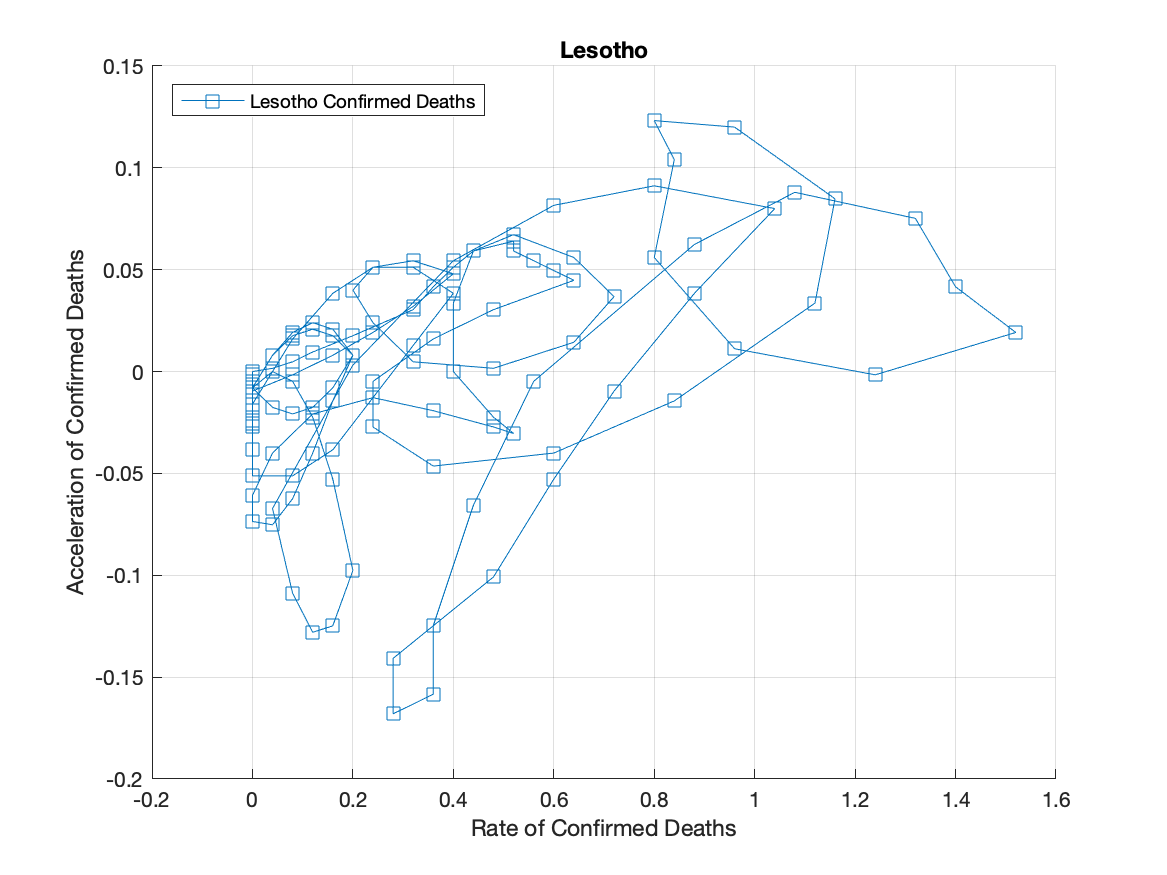 Lesotho
0.15
Lesotho Confirmed Deaths
0.1
0.05
0
-0.05
-0.1
-0.15
-0.2
Acceleration of Confirmed Deaths
-0.2 0 0.2 0.4 0.6 0.8 1 1.2 1.4 1.6
Rate of Confirmed Deaths